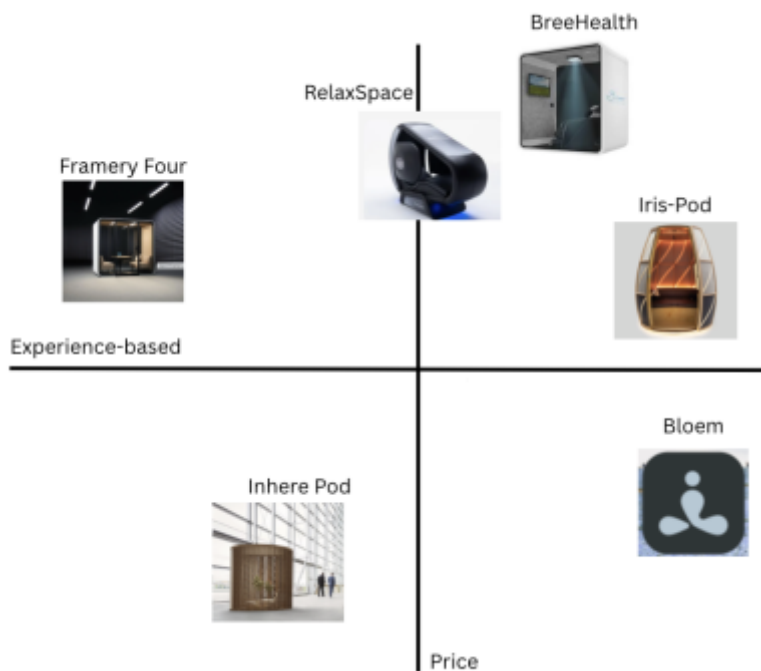 BreeHealth
RelaxSpace
Framery Four
Iris-Pod
Experience-based
Bloem
Inhere Pod
Price